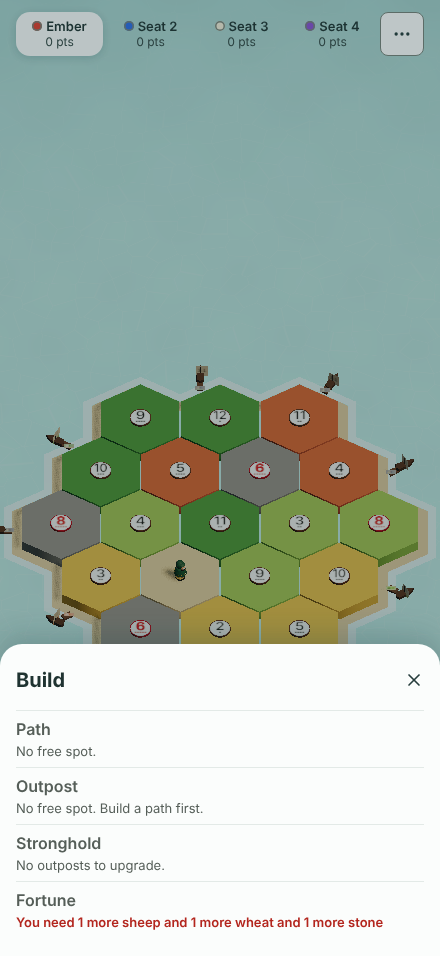 Ember
0 pts
Seat 2
0 pts
Seat 3
0 pts
Seat 4
0 pts
9 12 11
10 5 6 4
8 4 11 3 8
3 9 10
6 2 5
Build
Path
No free spot.
Outpost
No free spot. Build a path first.
Stronghold
No outposts to upgrade.
Fortune
You need 1 more sheep and 1 more wheat and 1 more stone